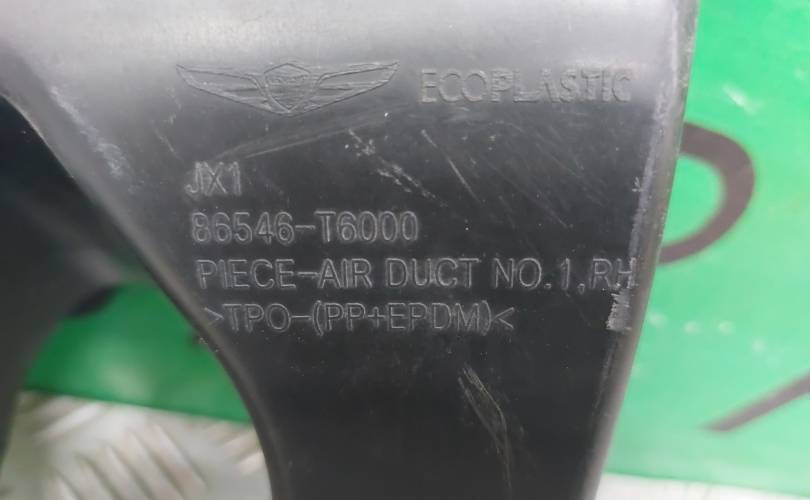 ECOPLASTIC
JX1
86546-T6000
PIECE-AIR DUCT NO.1,RH
>TPO-(PP+EPDM)<